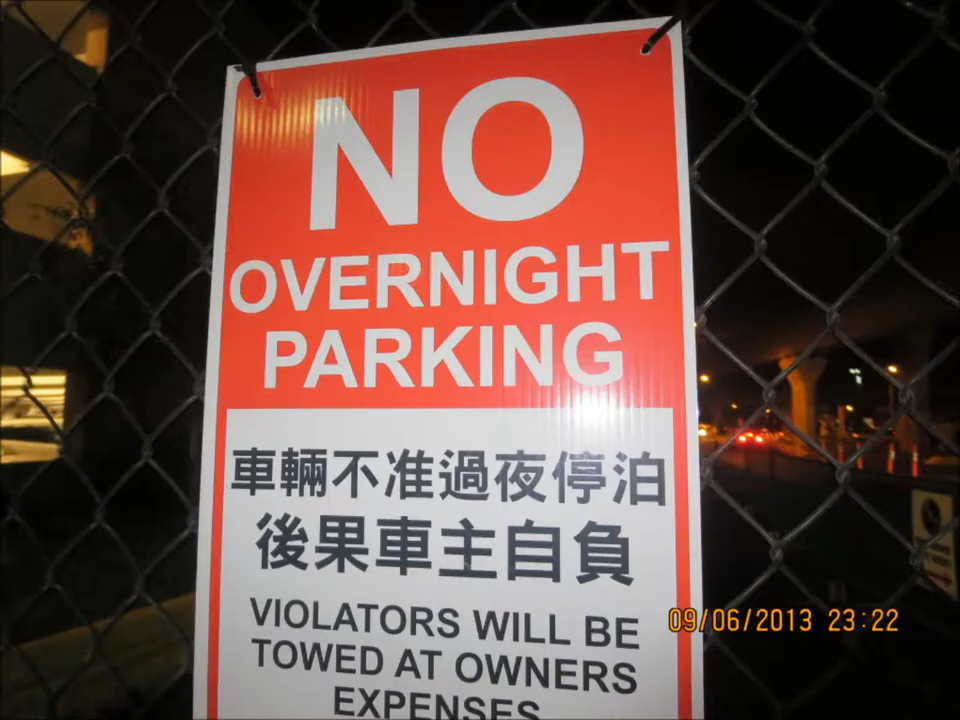 NO
OVERNIGHT
PARKING
車輛不准過夜停泊
後果車主自負
VIOLATORS WILL BE
TOWED AT OWNERS
EXPENSES
09/06/2013 23:22